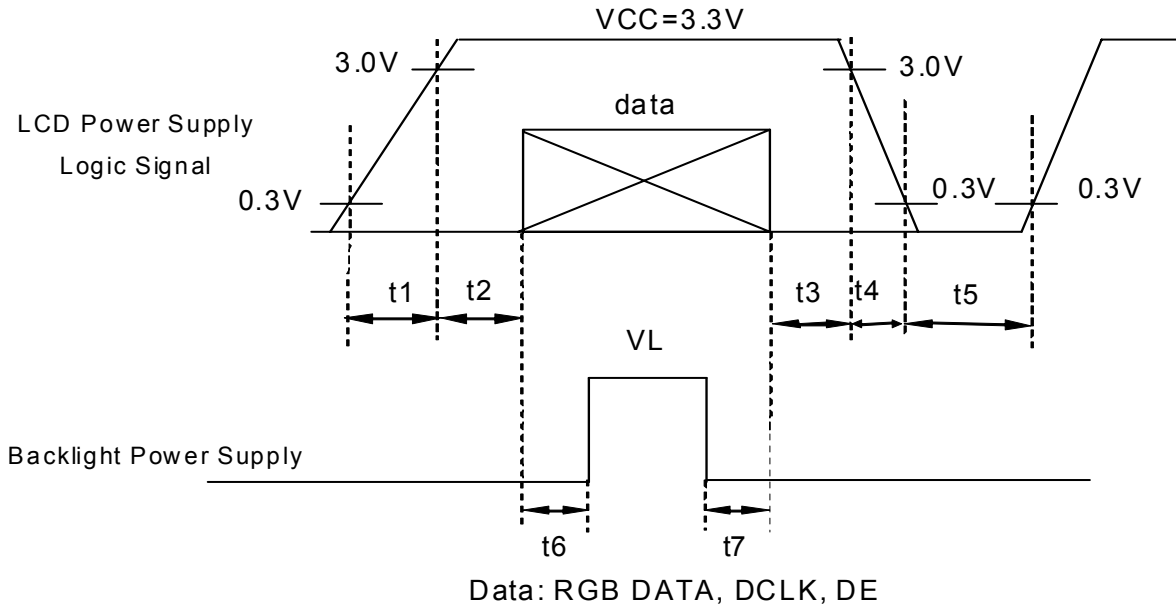 VCC=3.3V
3.0V
3.0V
data
LCD Power Supply
Logic Signal
0.3V
0.3V
0.3V
t1
t2
t3
t4
t5
VL
Backlight Power Supply
t6
t7
Data: RGB DATA, DCLK, DE